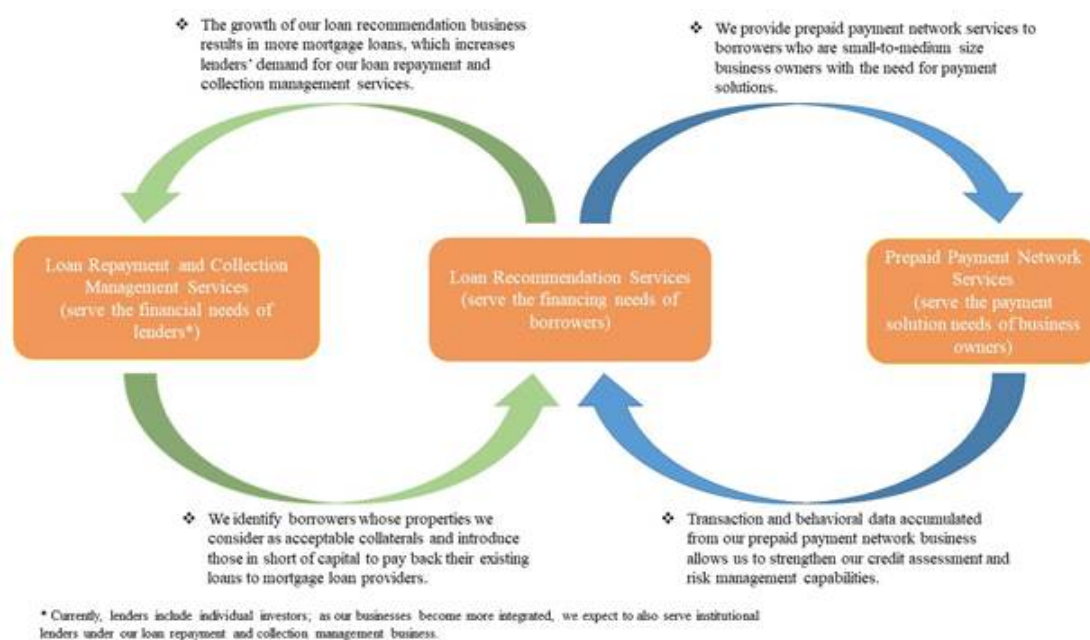 ❖ The growth of our loan recommendation business
results in more mortgage loans, which increases
lenders' demand for our loan repayment and
collection management services.
❖ We provide prepaid payment network services to
borrowers who are small-to-medium size
business owners with the need for payment
solutions.
Loan Repayment and Collection
Management Services
(serve the financial needs of
lenders*)
Loan Recommendation Services
(serve the financing needs of
borrowers)
Prepaid Payment Network
Services
(serve the payment
solution needs of business
owners)
❖ We identify borrowers whose properties we
consider as acceptable collaterals and introduce
those in short of capital to pay back their existing
loans to mortgage loan providers.
❖ Transaction and behavioral data accumulated
from our prepaid payment network business
allows us to strengthen our credit assessment and
risk management capabilities.
* Currently, lenders include individual investors; as our businesses become more integrated, we expect to also serve institutional
lenders under our loan repayment and collection management business.